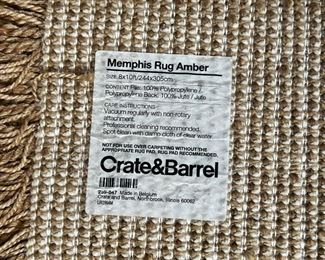 Memphis Rug Amber
SIZE: 8x10ft/244x305cm
CONTENT: Pile: 100% Polypropylene /
Polypropylene Back: 100% Jute / Jute
CARE INSTRUCTIONS:
Vacuum regularly with non-rotary
attachment.
Professional cleaning recommended.
Spot clean with damp cloth of clear water.
NOT FOR USE OVER CARPETING WITHOUT THE
APPROPRIATE RUG PAD. RUG PAD RECOMMENDED.
Crate&Barrel
Made in Belgium
Crate and Barrel, Northbrook, Illinois 60062